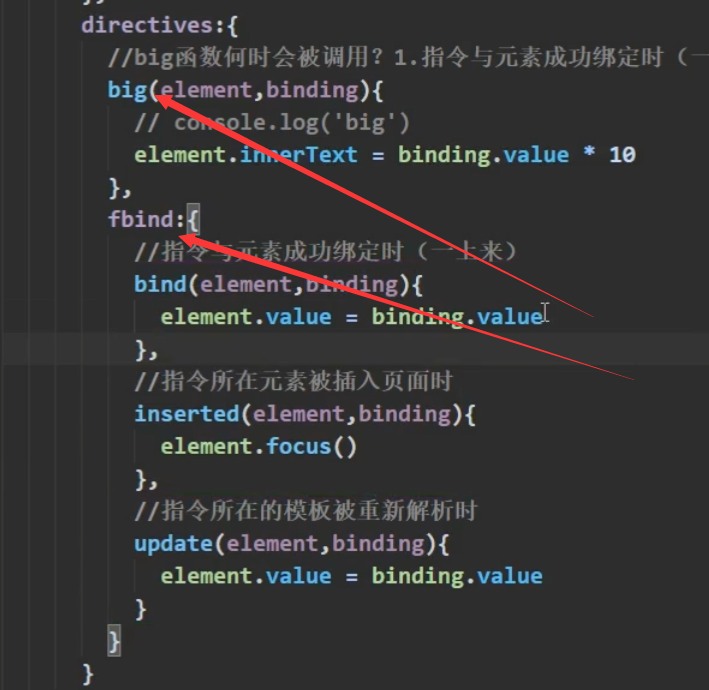 directives:{
//big函数何时会被调用？1.指令与元素成功绑定时（一
big(element,binding){
// console.log('big')
element.innerText = binding.value * 10
},
fbind:{
//指令与元素成功绑定时（一上来）
bind(element,binding){
element.value = binding.value
},
//指令所在元素被插入页面时
inserted(element,binding){
element.focus()
},
//指令所在的模板被重新解析时
update(element,binding){
element.value = binding.value
}
}
}